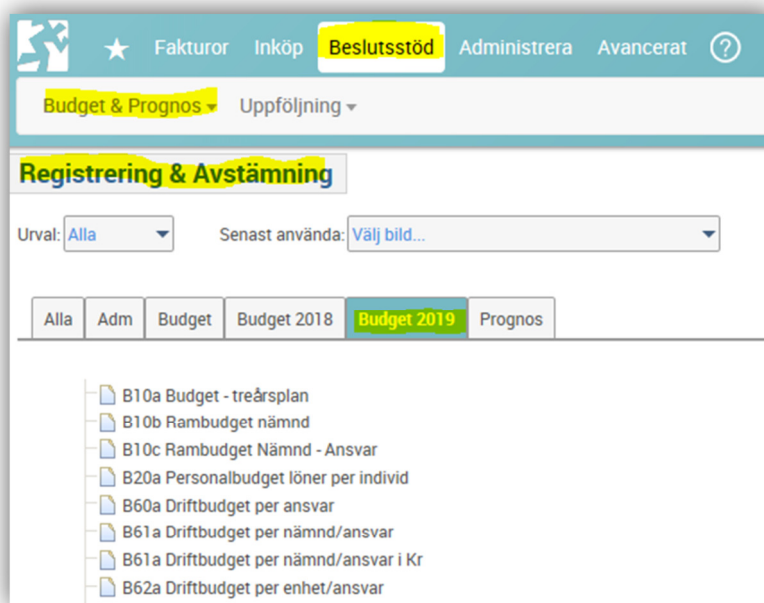 Fakturor Inköp Beslutsstöd Administrera Avancerat ?
Budget & Prognos Uppföljning
Registrering & Avstämning
Urval: Alla Senast använda: Välj bild...
Alla Adm Budget Budget 2018 Budget 2019 Prognos
B10a Budget - treårsplan
B10b Rambudget nämnd
B10c Rambudget Nämnd - Ansvar
B20a Personalbudget löner per individ
B60a Driftbudget per ansvar
B61a Driftbudget per nämnd/ansvar
B61a Driftbudget per nämnd/ansvar i Kr
B62a Driftbudget per enhet/ansvar